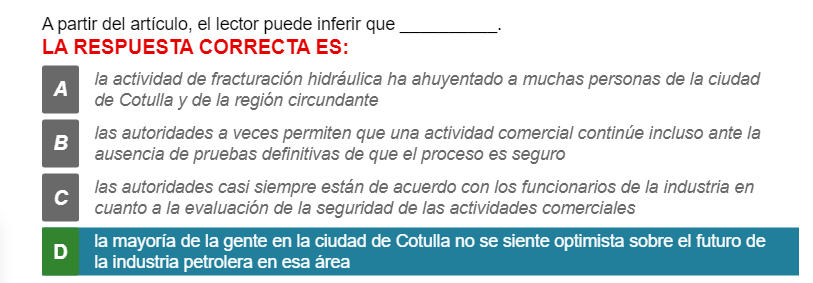 A partir del artículo, el lector puede inferir que __________.
LA RESPUESTA CORRECTA ES:
A
la actividad de fracturación hidráulica ha ahuyentado a muchas personas de la ciudad
de Cotulla y de la región circundante
B
las autoridades a veces permiten que una actividad comercial continúe incluso ante la
ausencia de pruebas definitivas de que el proceso es seguro
C
las autoridades casi siempre están de acuerdo con los funcionarios de la industria en
cuanto a la evaluación de la seguridad de las actividades comerciales
D
la mayoría de la gente en la ciudad de Cotulla no se siente optimista sobre el futuro de
la industria petrolera en esa área